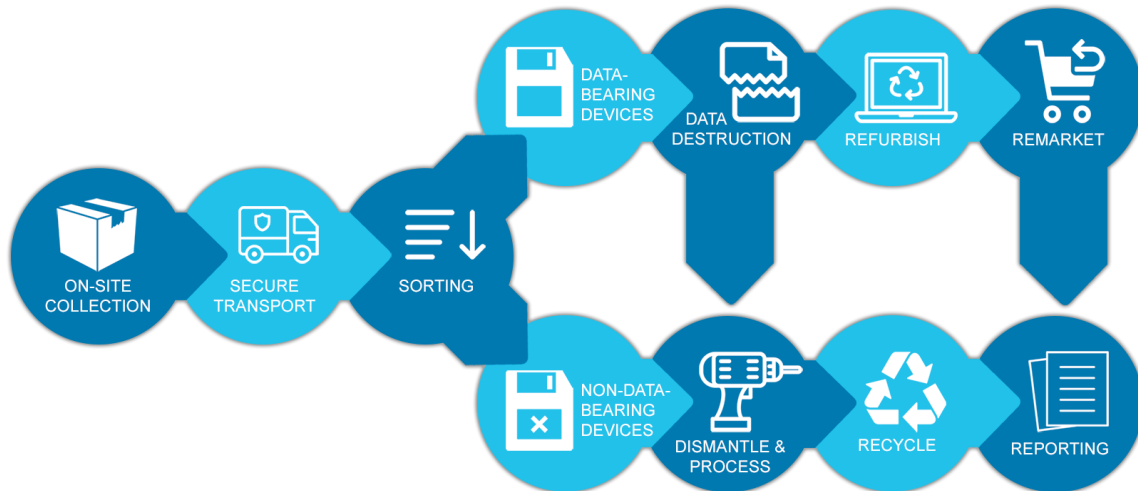 ON-SITE
COLLECTION
SECURE
TRANSPORT
SORTING
DATA-
BEARING
DEVICES
DATA
DESTRUCTION
REFURBISH
REMARKET
NON-DATA-
BEARING
DEVICES
DISMANTLE &
PROCESS
RECYCLE
REPORTING